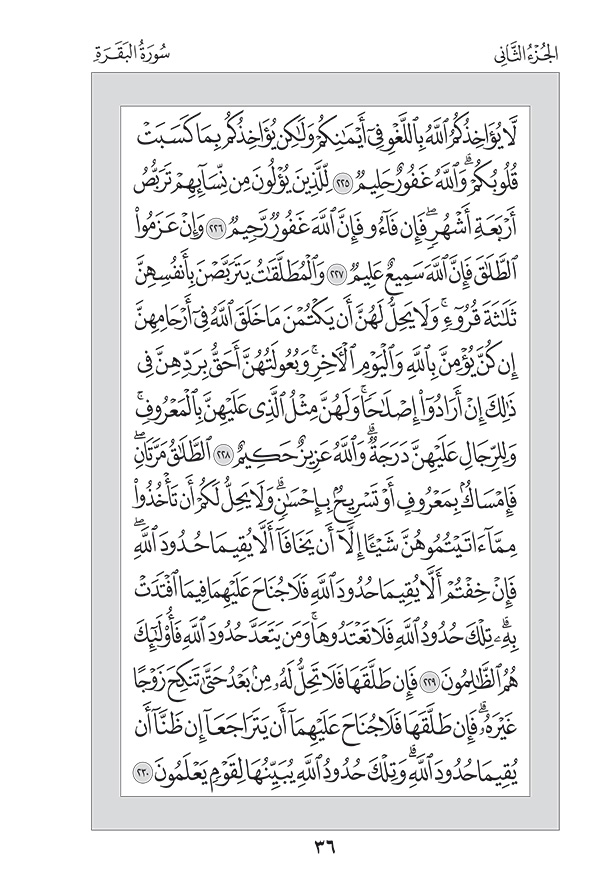 الجُزْءُ الثَّانِي
سُورَةُ البَقَرَةِ
لَّا يُؤَاخِذُكُمُ ٱللَّهُ بِٱللَّغْوِ فِىٓ أَيْمَـٰنِكُمْ وَلَـٰكِن يُؤَاخِذُكُم بِمَا كَسَبَتْ
قُلُوبُكُمْ ۗ وَٱللَّهُ غَفُورٌ حَلِيمٌ ٢٢٥ لِّلَّذِينَ يُؤْلُونَ مِن نِّسَآئِهِمْ تَرَبُّصُ
أَرْبَعَةِ أَشْهُرٍ ۖ فَإِن فَآءُو فَإِنَّ ٱللَّهَ غَفُورٌ رَّحِيمٌ ٢٢٦ وَإِنْ عَزَمُوا۟
ٱلطَّلَـٰقَ فَإِنَّ ٱللَّهَ سَمِيعٌ عَلِيمٌ ٢٢٧ وَٱلْمُطَلَّقَـٰتُ يَتَرَبَّصْنَ بِأَنفُسِهِنَّ
ثَلَـٰثَةَ قُرُوٓءٍ ۚ وَلَا يَحِلُّ لَهُنَّ أَن يَكْتُمْنَ مَا خَلَقَ ٱللَّهُ فِىٓ أَرْحَامِهِنَّ
إِن كُنَّ يُؤْمِنَّ بِٱللَّهِ وَٱلْيَوْمِ ٱلْـَٔاخِرِ ۚ وَبُعُولَتُهُنَّ أَحَقُّ بِرَدِّهِنَّ فِى
ذَٰلِكَ إِنْ أَرَادُوٓا۟ إِصْلَـٰحًا ۚ وَلَهُنَّ مِثْلُ ٱلَّذِى عَلَيْهِنَّ بِٱلْمَعْرُوفِ ۚ
وَلِلرِّجَالِ عَلَيْهِنَّ دَرَجَةٌ ۗ وَٱللَّهُ عَزِيزٌ حَكِيمٌ ٢٢٨ ٱلطَّلَـٰقُ مَرَّتَانِ ۖ
فَإِمْسَاكٌۢ بِمَعْرُوفٍ أَوْ تَسْرِيحٌۢ بِإِحْسَـٰنٍ ۗ وَلَا يَحِلُّ لَكُمْ أَن تَأْخُذُوا۟
مِمَّآ ءَاتَيْتُمُوهُنَّ شَيْـًٔا إِلَّآ أَن يَخَافَآ أَلَّا يُقِيمَا حُدُودَ ٱللَّهِ ۖ
فَإِنْ خِفْتُمْ أَلَّا يُقِيمَا حُدُودَ ٱللَّهِ فَلَا جُنَاحَ عَلَيْهِمَا فِيمَا ٱفْتَدَتْ
بِهِۦ ۗ تِلْكَ حُدُودُ ٱللَّهِ فَلَا تَعْتَدُوهَا ۚ وَمَن يَتَعَدَّ حُدُودَ ٱللَّهِ فَأُو۟لَـٰٓئِكَ
هُمُ ٱلظَّـٰلِمُونَ ٢٢٩ فَإِن طَلَّقَهَا فَلَا تَحِلُّ لَهُۥ مِنۢ بَعْدُ حَتَّىٰ تَنكِحَ زَوْجًا
غَيْرَهُۥ ۗ فَإِن طَلَّقَهَا فَلَا جُنَاحَ عَلَيْهِمَآ أَن يَتَرَاجَعَآ إِن ظَنَّآ أَن
يُقِيمَا حُدُودَ ٱللَّهِ ۗ وَتِلْكَ حُدُودُ ٱللَّهِ يُبَيِّنُهَا لِقَوْمٍ يَعْلَمُونَ ٢٣٠
٣٦